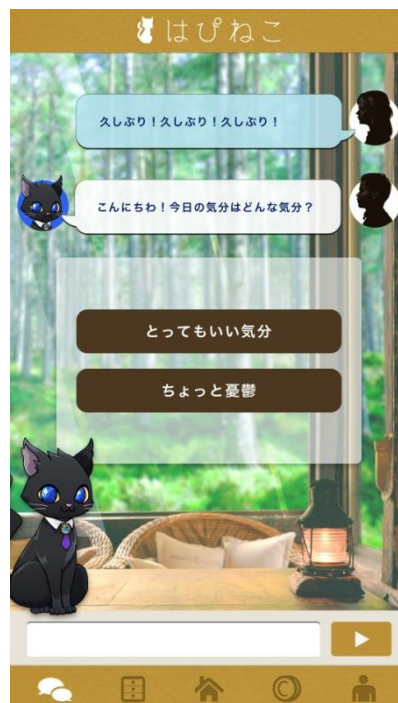 はぴねこ
久しぶり！久しぶり！久しぶり！
こんにちわ！今日の気分はどんな気分？
とってもいい気分
ちょっと憂鬱